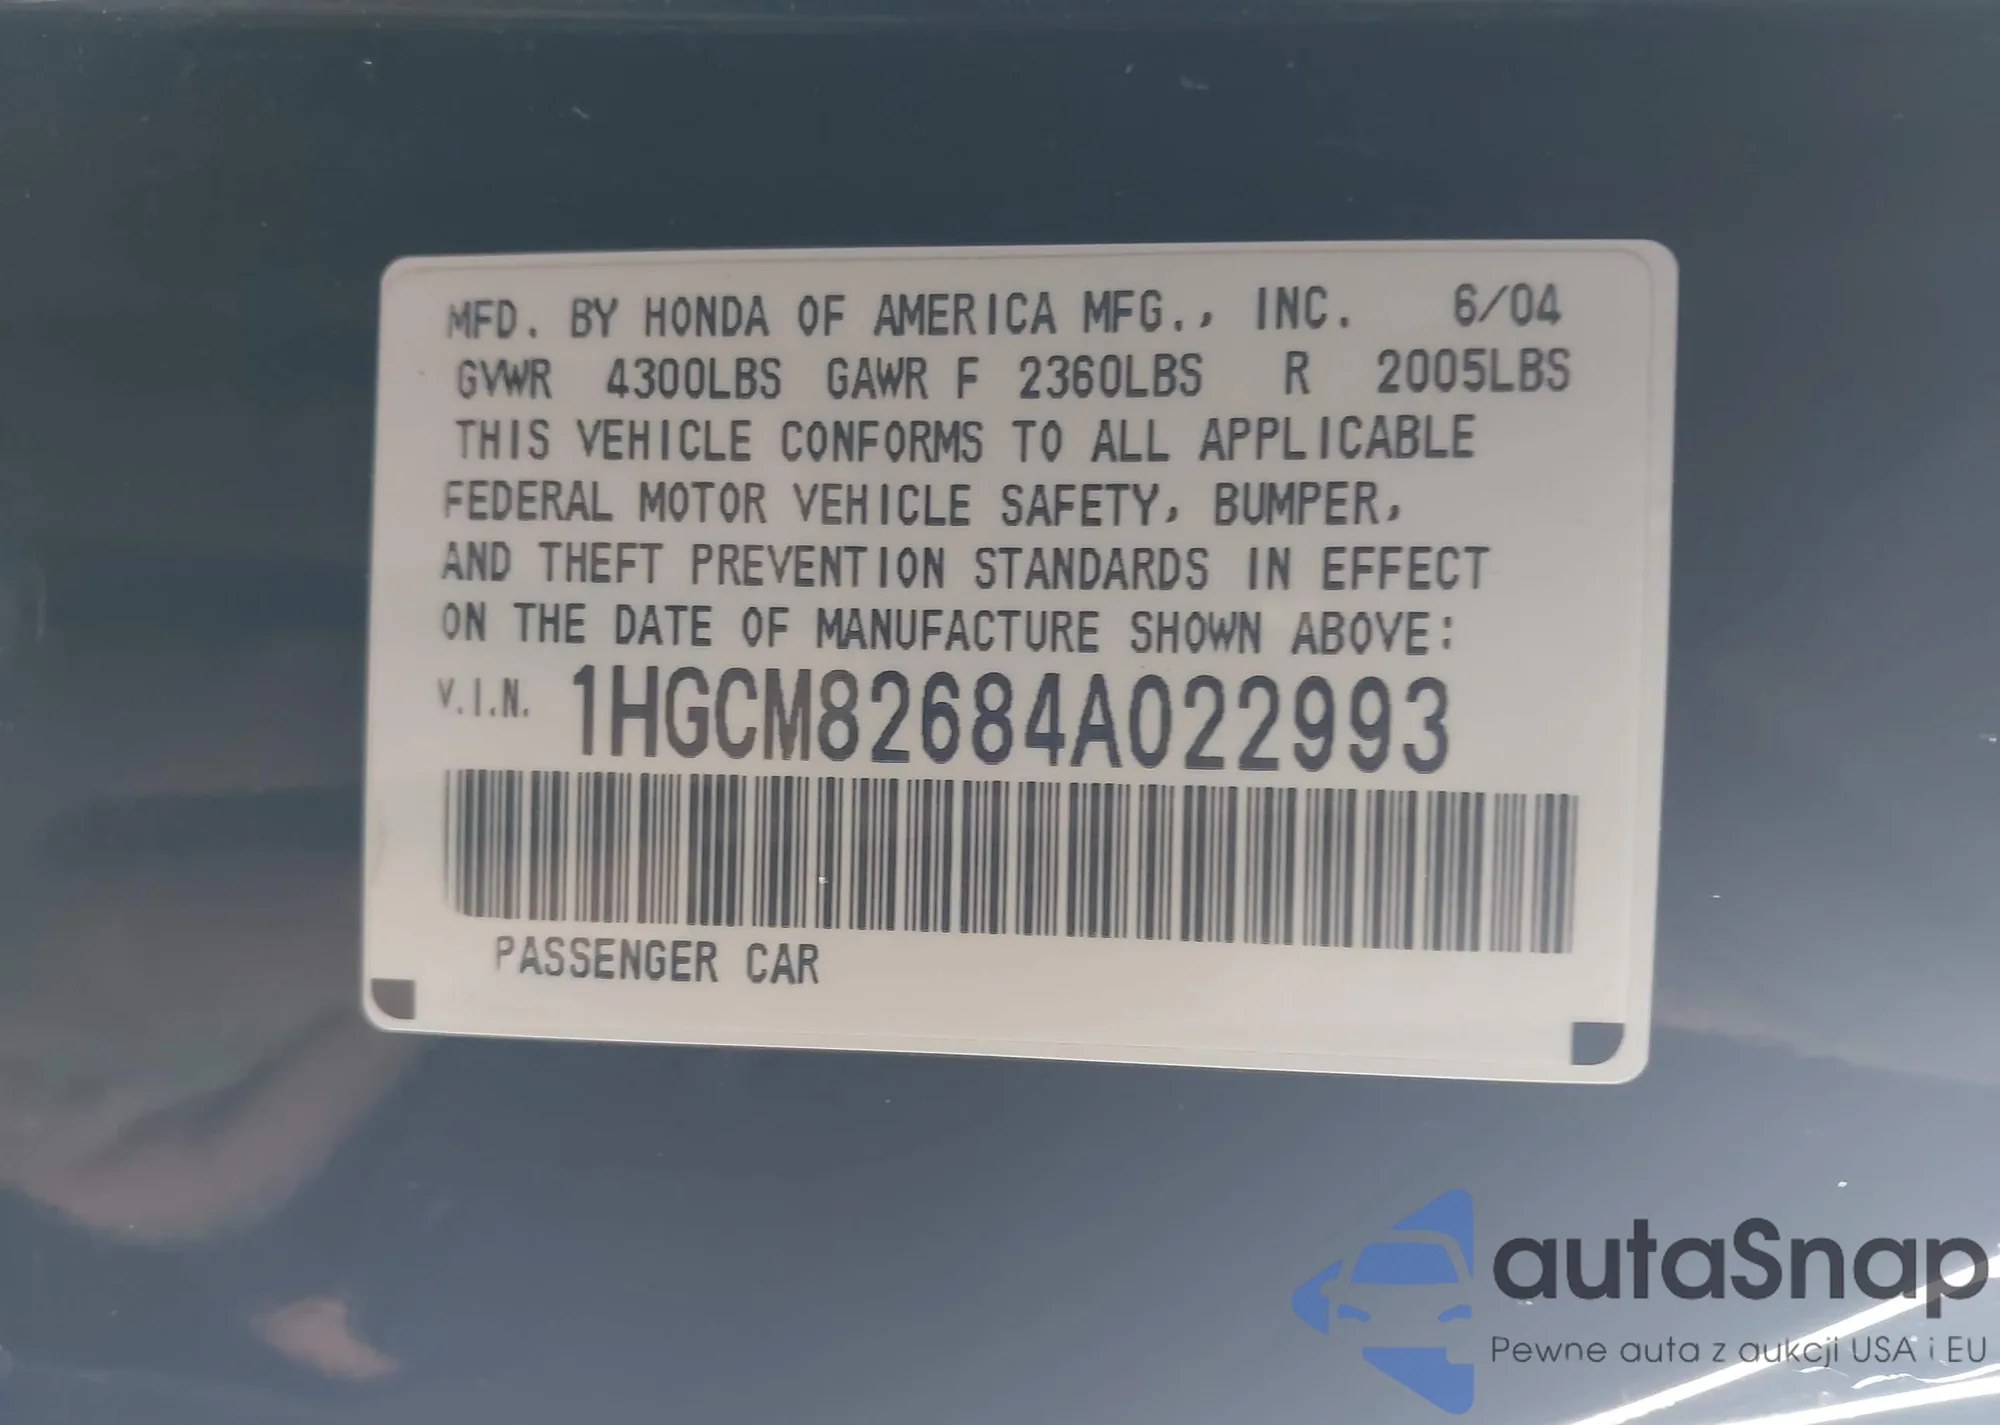 MFD. BY HONDA OF AMERICA MFG., INC. 6/04
GVWR 4300LBS GAWR F 2360LBS R 2005LBS
THIS VEHICLE CONFORMS TO ALL APPLICABLE
FEDERAL MOTOR VEHICLE SAFETY, BUMPER,
AND THEFT PREVENTION STANDARDS IN EFFECT
ON THE DATE OF MANUFACTURE SHOWN ABOVE:
V.I.N. 1HGCM82684A022993
PASSENGER CAR
autaSnap
Pewne auta z aukcji USA i EU